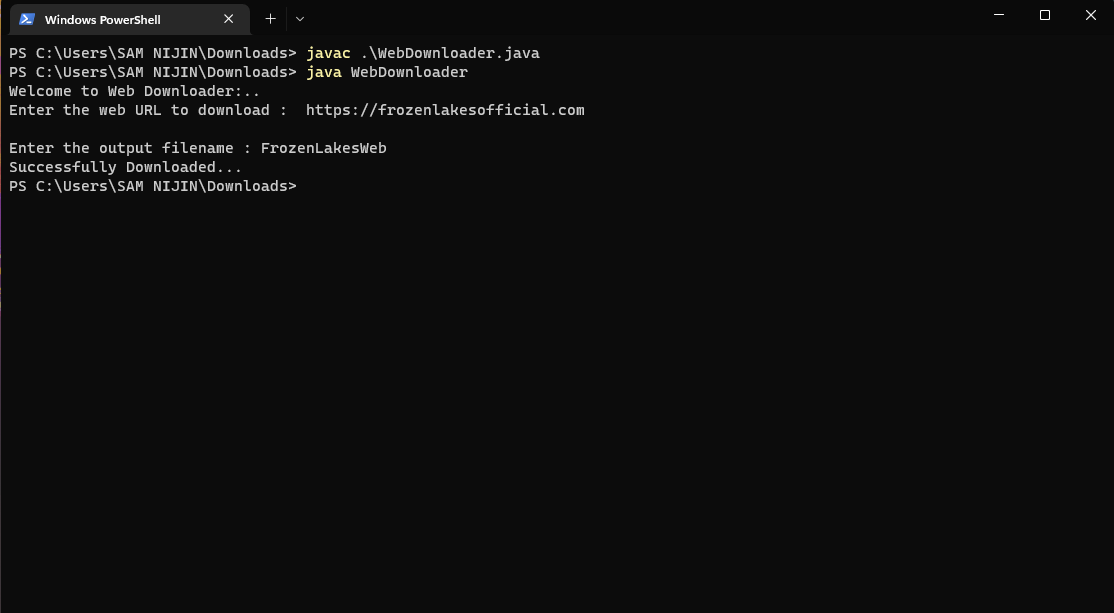 Windows PowerShell
PS C:\Users\SAM NIJIN\Downloads> javac .\WebDownloader.java
PS C:\Users\SAM NIJIN\Downloads> java WebDownloader
Welcome to Web Downloader:..
Enter the web URL to download :  https://frozenlakesofficial.com
Enter the output filename : FrozenLakesWeb
Successfully Downloaded...
PS C:\Users\SAM NIJIN\Downloads>